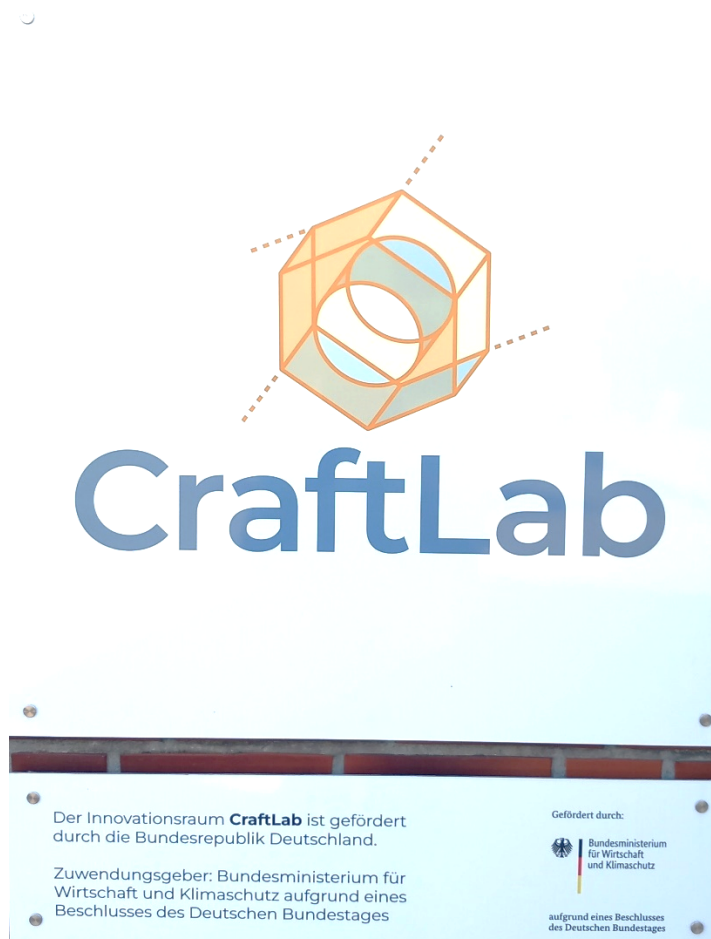 CraftLab
Der Innovationsraum CraftLab ist gefördert
durch die Bundesrepublik Deutschland.
Zuwendungsgeber: Bundesministerium für
Wirtschaft und Klimaschutz aufgrund eines
Beschlusses des Deutschen Bundestages
Gefördert durch:
Bundesministerium
für Wirtschaft
und Klimaschutz
aufgrund eines Beschlusses
des Deutschen Bundestages